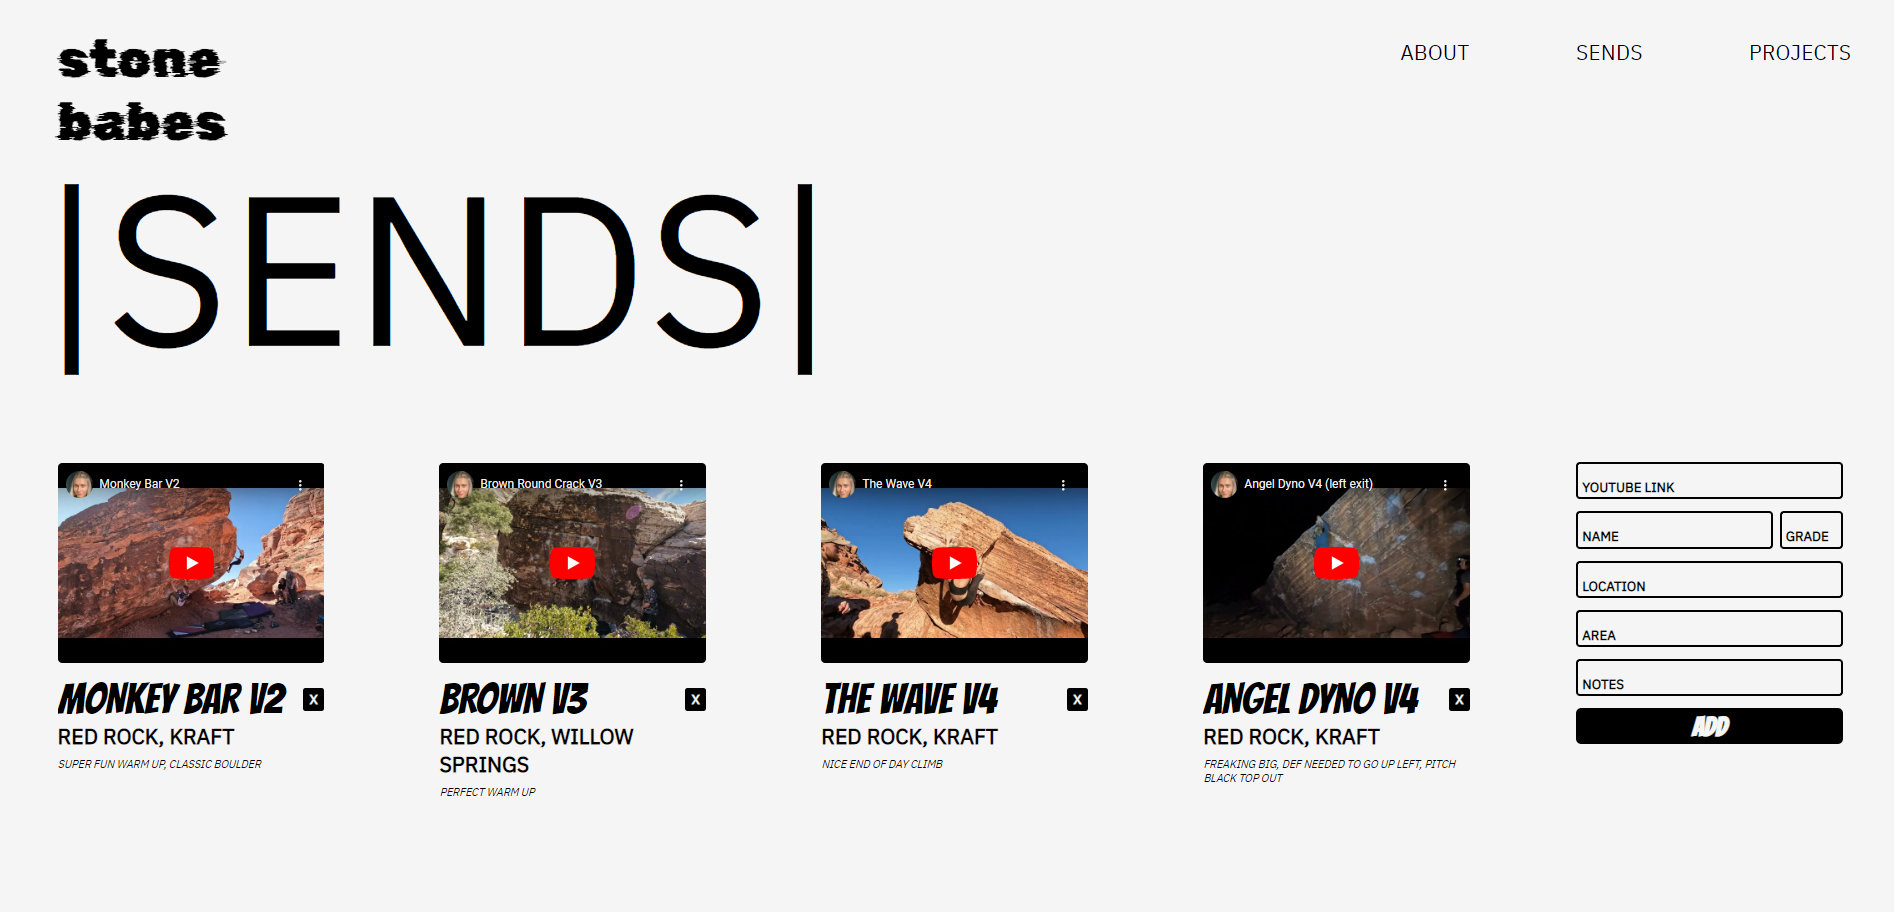 stone
babes
ABOUT
SENDS
PROJECTS
|SENDS|
Monkey Bar V2
MONKEY BAR V2
X
RED ROCK, KRAFT
SUPER FUN WARM UP, CLASSIC BOULDER
Brown Round Crack V3
BROWN V3
X
RED ROCK, WILLOW
SPRINGS
PERFECT WARM UP
The Wave V4
THE WAVE V4
X
RED ROCK, KRAFT
NICE END OF DAY CLIMB
Angel Dyno V4 (left exit)
ANGEL DYNO V4
X
RED ROCK, KRAFT
FREAKING BIG, DEF NEEDED TO GO UP LEFT, PITCH
BLACK TOP OUT
YOUTUBE LINK
NAME
GRADE
LOCATION
AREA
NOTES
ADD